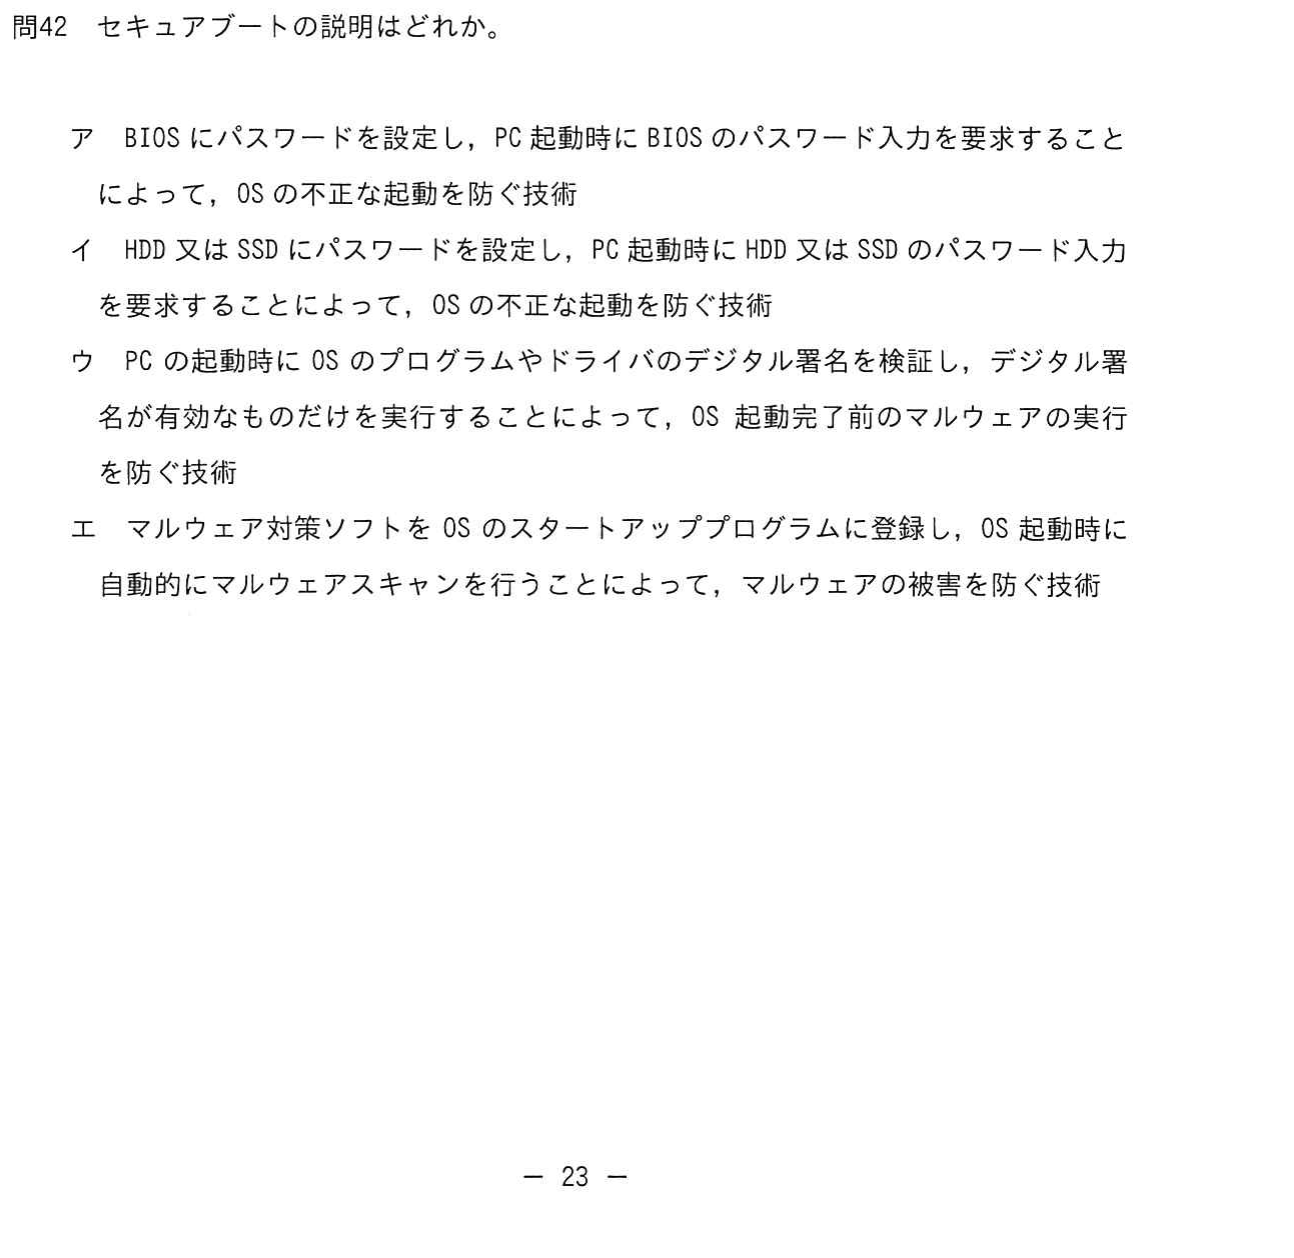 問42　セキュアブートの説明はどれか。
ア　BIOS にパスワードを設定し，PC 起動時に BIOS のパスワード入力を要求すること
によって，OS の不正な起動を防ぐ技術
イ　HDD 又は SSD にパスワードを設定し，PC 起動時に HDD 又は SSD のパスワード入力
を要求することによって，OS の不正な起動を防ぐ技術
ウ　PC の起動時に OS のプログラムやドライバのデジタル署名を検証し，デジタル署
名が有効なものだけを実行することによって，OS 起動完了前のマルウェアの実行
を防ぐ技術
エ　マルウェア対策ソフトを OS のスタートアッププログラムに登録し，OS 起動時に
自動的にマルウェアスキャンを行うことによって，マルウェアの被害を防ぐ技術
― 23 ―